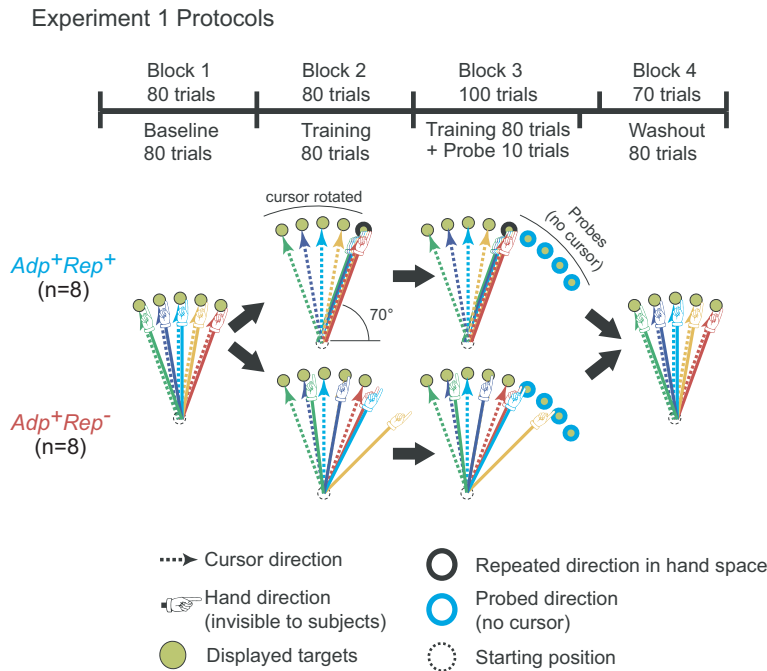 Experiment 1 Protocols
Block 1
80 trials
Block 2
80 trials
Block 3
100 trials
Block 4
70 trials
Baseline
80 trials
Training
80 trials
Training 80 trials
+ Probe 10 trials
Washout
80 trials
cursor rotated
Probes
(no cursor)
Adp+Rep+
(n=8)
70°
Adp+Rep-
(n=8)
Cursor direction
Hand direction
(invisible to subjects)
Displayed targets
Repeated direction in hand space
Probed direction
(no cursor)
Starting position